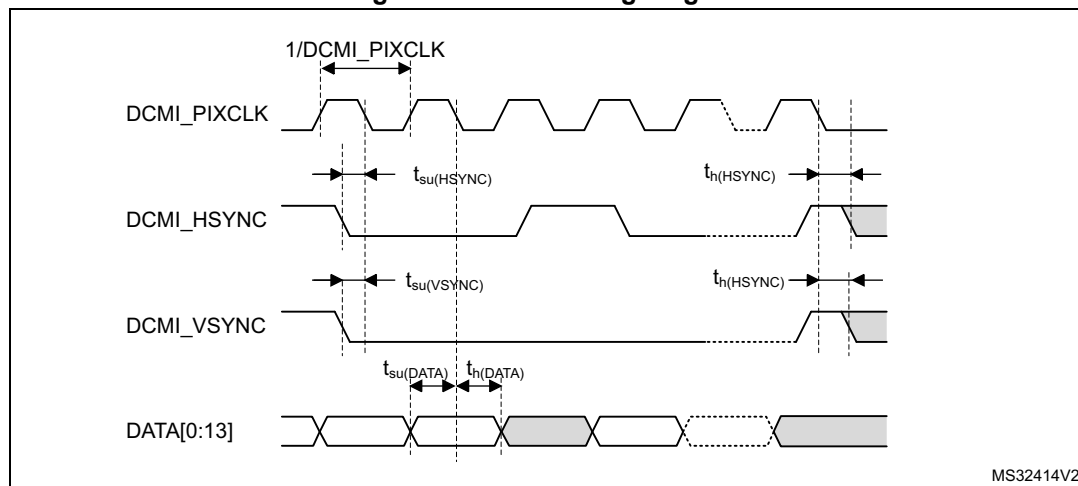 1/DCMI_PIXCLK
DCMI_PIXCLK
tsu(HSYNC)
th(HSYNC)
DCMI_HSYNC
tsu(VSYNC)
th(HSYNC)
DCMI_VSYNC
tsu(DATA) th(DATA)
DATA[0:13]
MS32414V2